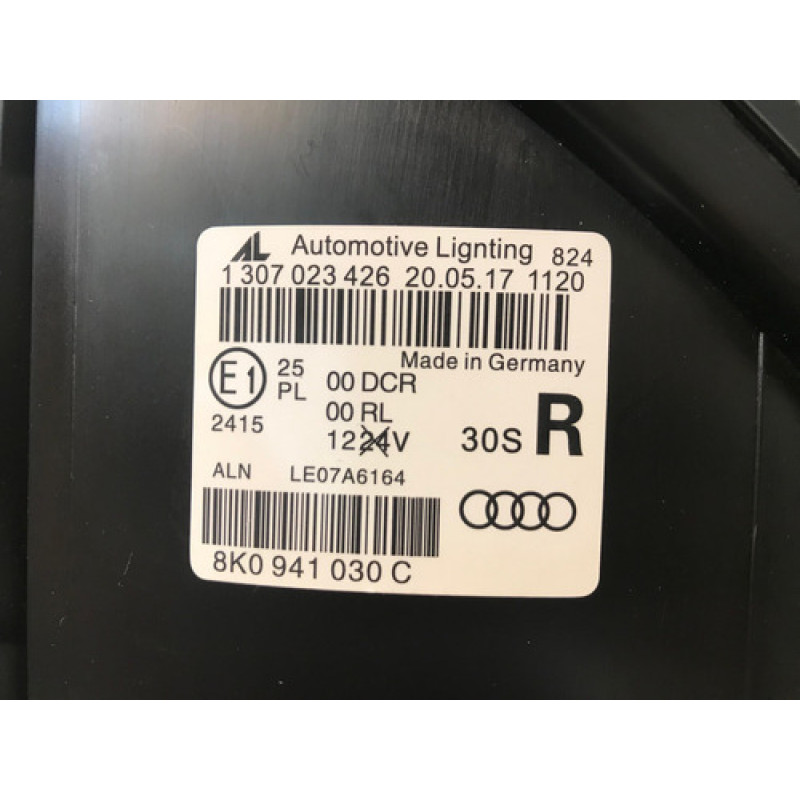 AL Automotive Lignting 824
1 307 023 426 20.05.17 1120
Made in Germany
E1 25 00 DCR
PL 00 RL
2415 1224V 30S R
ALN LE07A6164
8K0 941 030 C